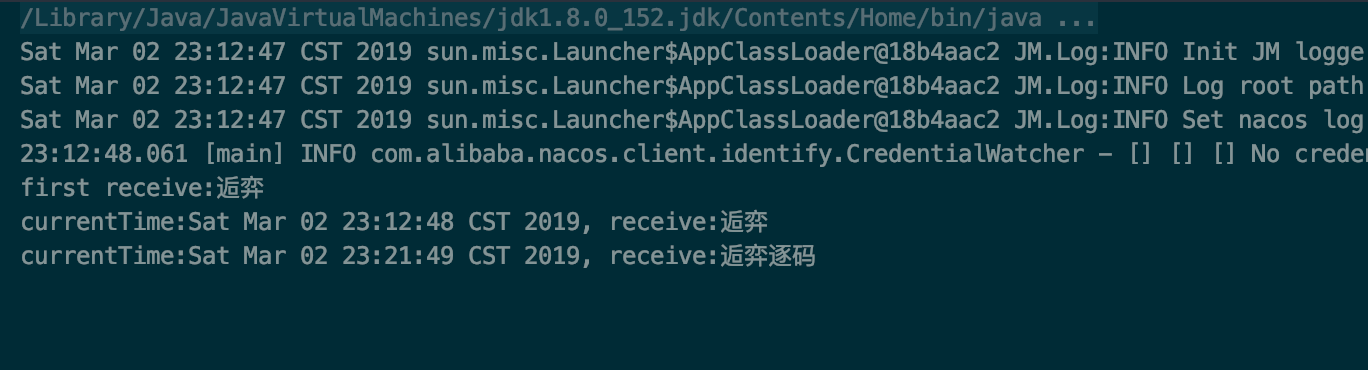 /Library/Java/JavaVirtualMachines/jdk1.8.0_152.jdk/Contents/Home/bin/java ...
Sat Mar 02 23:12:47 CST 2019 sun.misc.Launcher$AppClassLoader@18b4aac2 JM.Log:INFO Init JM logge
Sat Mar 02 23:12:47 CST 2019 sun.misc.Launcher$AppClassLoader@18b4aac2 JM.Log:INFO Log root path
Sat Mar 02 23:12:47 CST 2019 sun.misc.Launcher$AppClassLoader@18b4aac2 JM.Log:INFO Set nacos log
23:12:48.061 [main] INFO com.alibaba.nacos.client.identify.CredentialWatcher - [] [] [] No crede
first receive:逅弈
currentTime:Sat Mar 02 23:12:48 CST 2019, receive:逅弈
currentTime:Sat Mar 02 23:21:49 CST 2019, receive:逅弈逐码